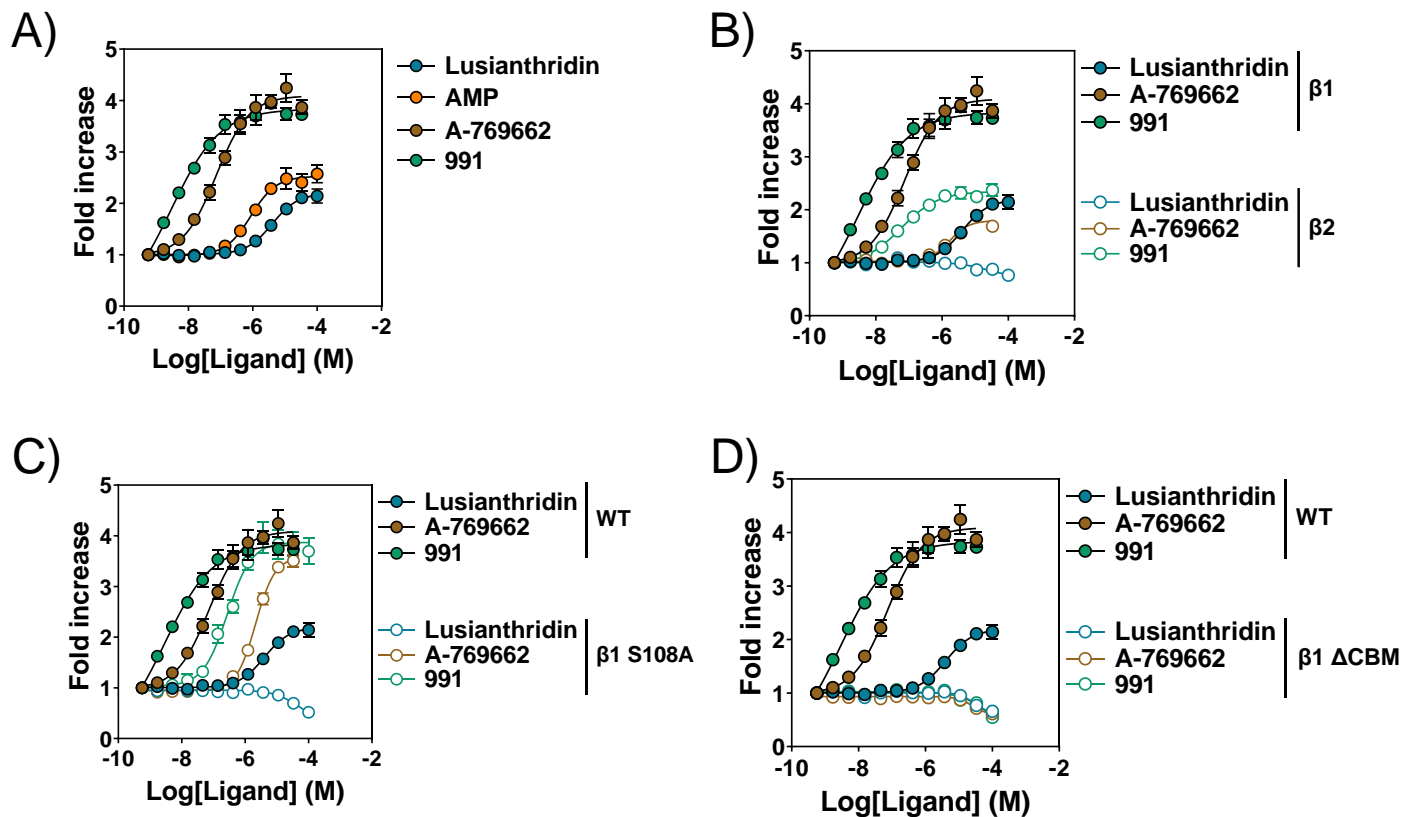 A)
Fold increase
5
4
3
2
1
0
-10 -8 -6 -4 -2
Log[Ligand] (M)
Lusianthridin
AMP
A-769662
991
B)
Fold increase
5
4
3
2
1
0
-10 -8 -6 -4 -2
Log[Ligand] (M)
Lusianthridin
A-769662
991
β1
Lusianthridin
A-769662
991
β2
C)
Fold increase
5
4
3
2
1
0
-10 -8 -6 -4 -2
Log[Ligand] (M)
Lusianthridin
A-769662
991
WT
Lusianthridin
A-769662
991
β1 S108A
D)
Fold increase
5
4
3
2
1
0
-10 -8 -6 -4 -2
Log[Ligand] (M)
Lusianthridin
A-769662
991
WT
Lusianthridin
A-769662
991
β1 ΔCBM